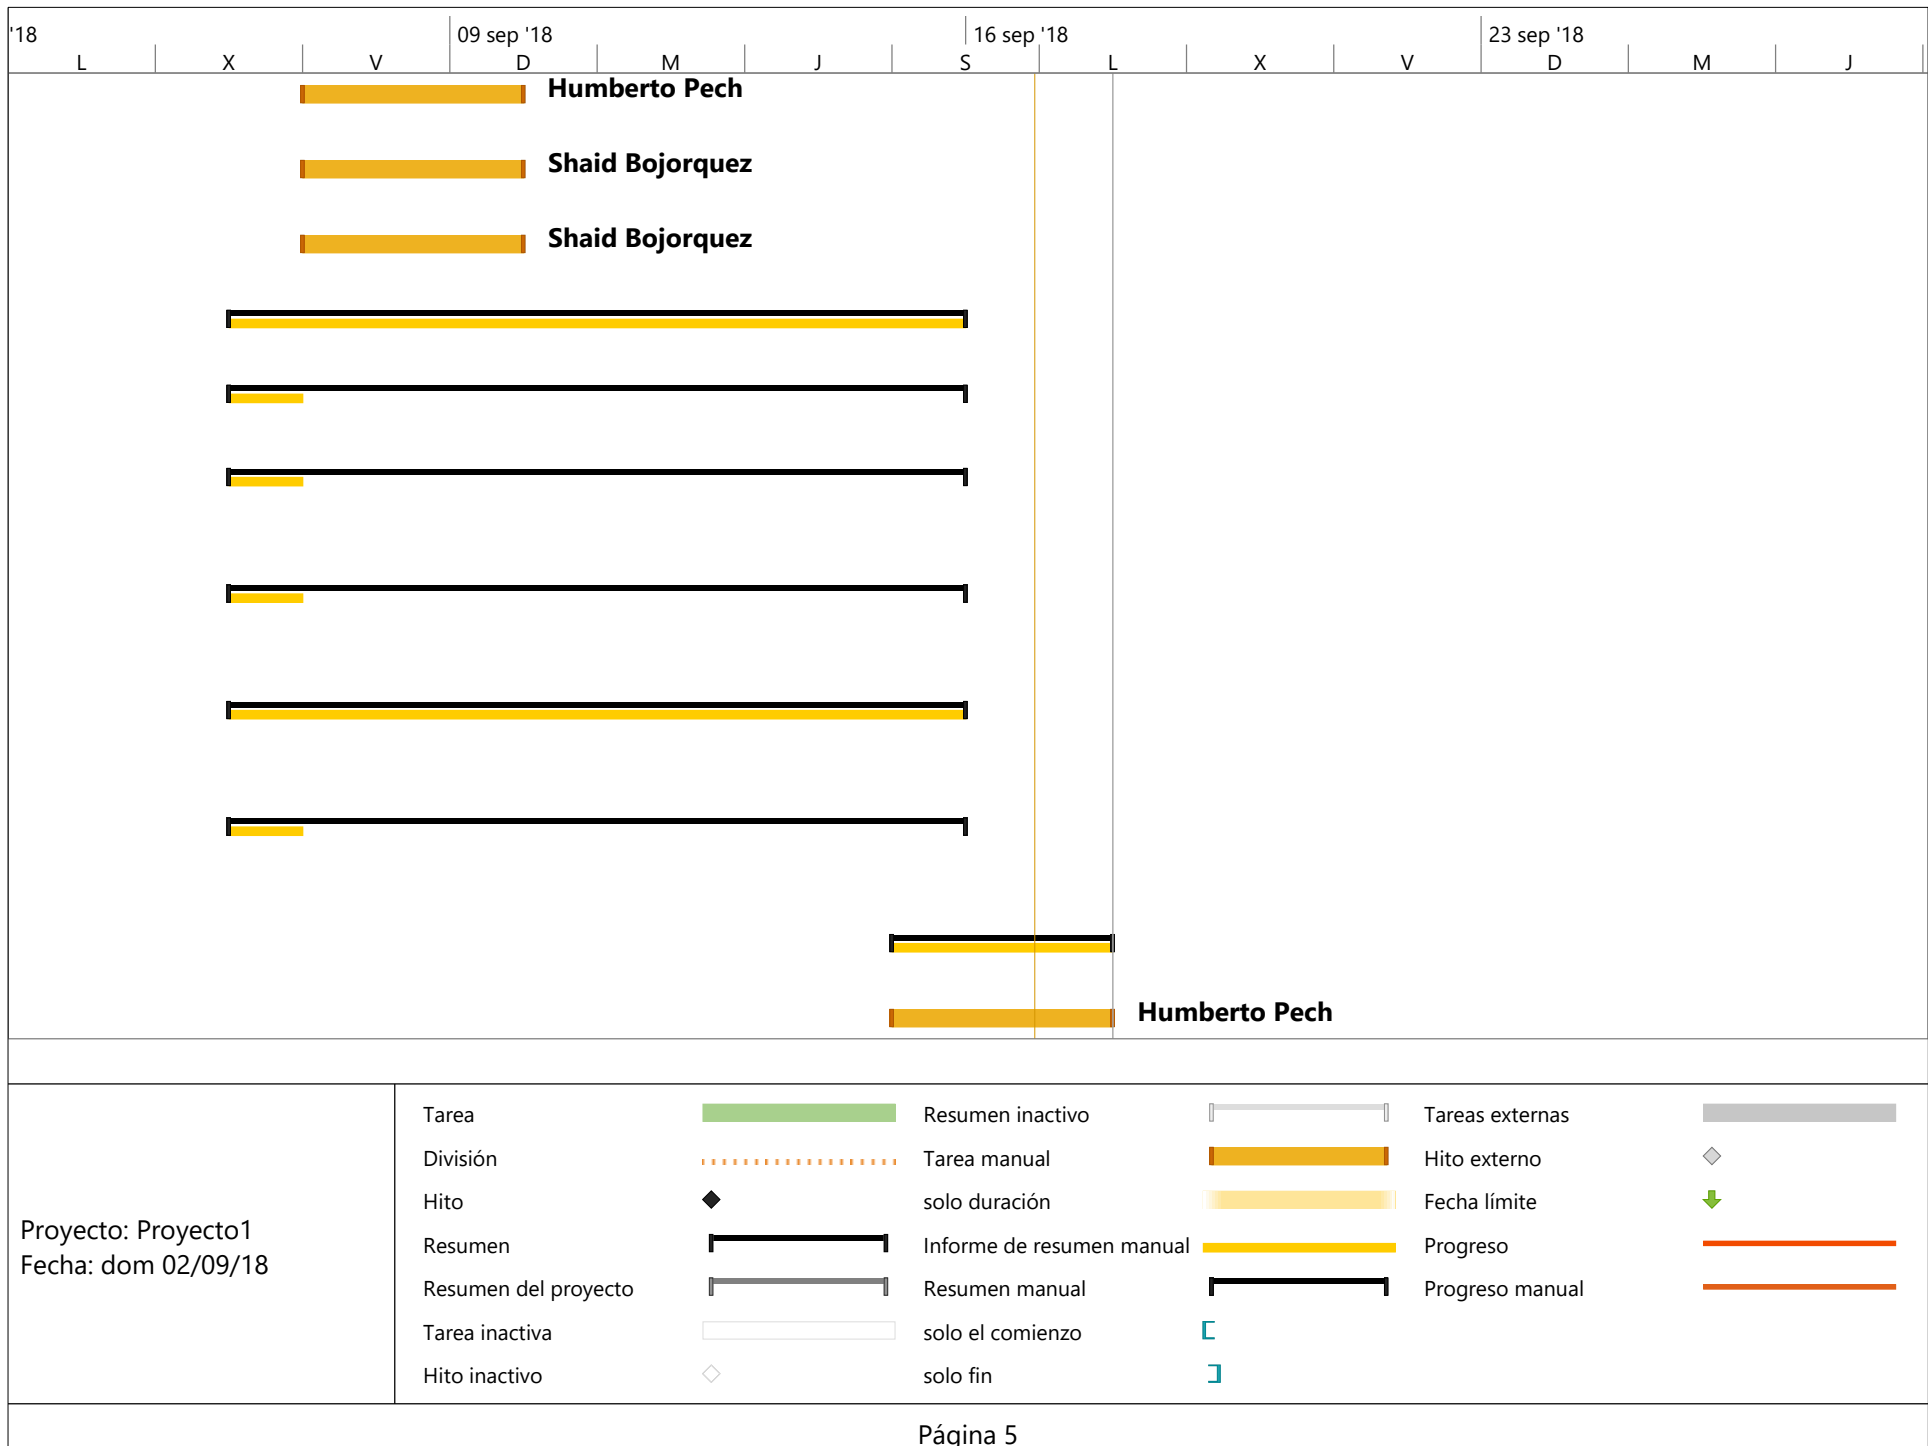 '18
09 sep '18
16 sep '18
23 sep '18
L X V D M J S L X V D M J
Humberto Pech
Shaid Bojorquez
Shaid Bojorquez
Humberto Pech
Proyecto: Proyecto1
Fecha: dom 02/09/18
Tarea
División
Hito
Resumen
Resumen del proyecto
Tarea inactiva
Hito inactivo
Resumen inactivo
Tarea manual
solo duración
Informe de resumen manual
Resumen manual
solo el comienzo
solo fin
Tareas externas
Hito externo
Fecha límite
Progreso
Progreso manual
Página 5